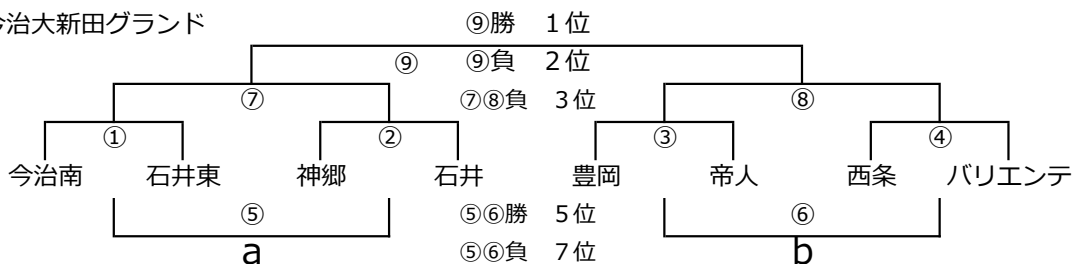 今治大新田グランド ⑨勝 1位
⑨ ⑨負 2位
⑦ ⑦⑧負 3位 ⑧
① ② ③ ④
今治南 石井東 神郷 石井 豊岡 帝人 西条 バリエンテ
⑤ ⑤⑥勝 5位 ⑥
a ⑤⑥負 7位 b